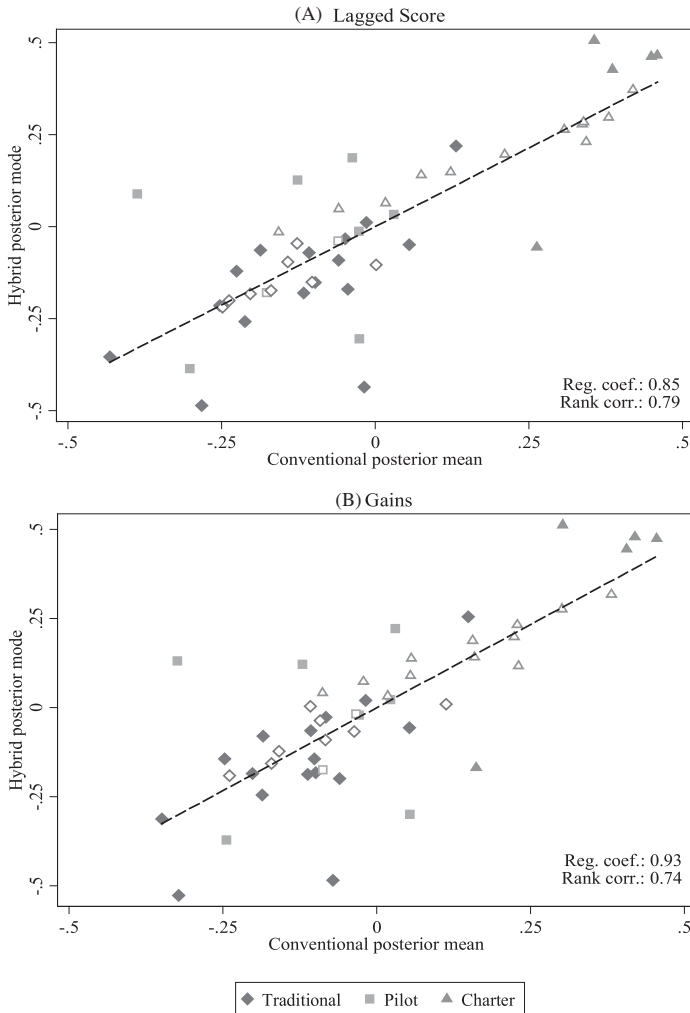 (A) Lagged Score
Hybrid posterior mode
.5
.25
0
-.25
-.5
Reg. coef.: 0.85
Rank corr.: 0.79
-.5 -.25 0 .25 .5
Conventional posterior mean
(B) Gains
Hybrid posterior mode
.5
.25
0
-.25
-.5
Reg. coef.: 0.93
Rank corr.: 0.74
-.5 -.25 0 .25 .5
Conventional posterior mean
Traditional Pilot Charter